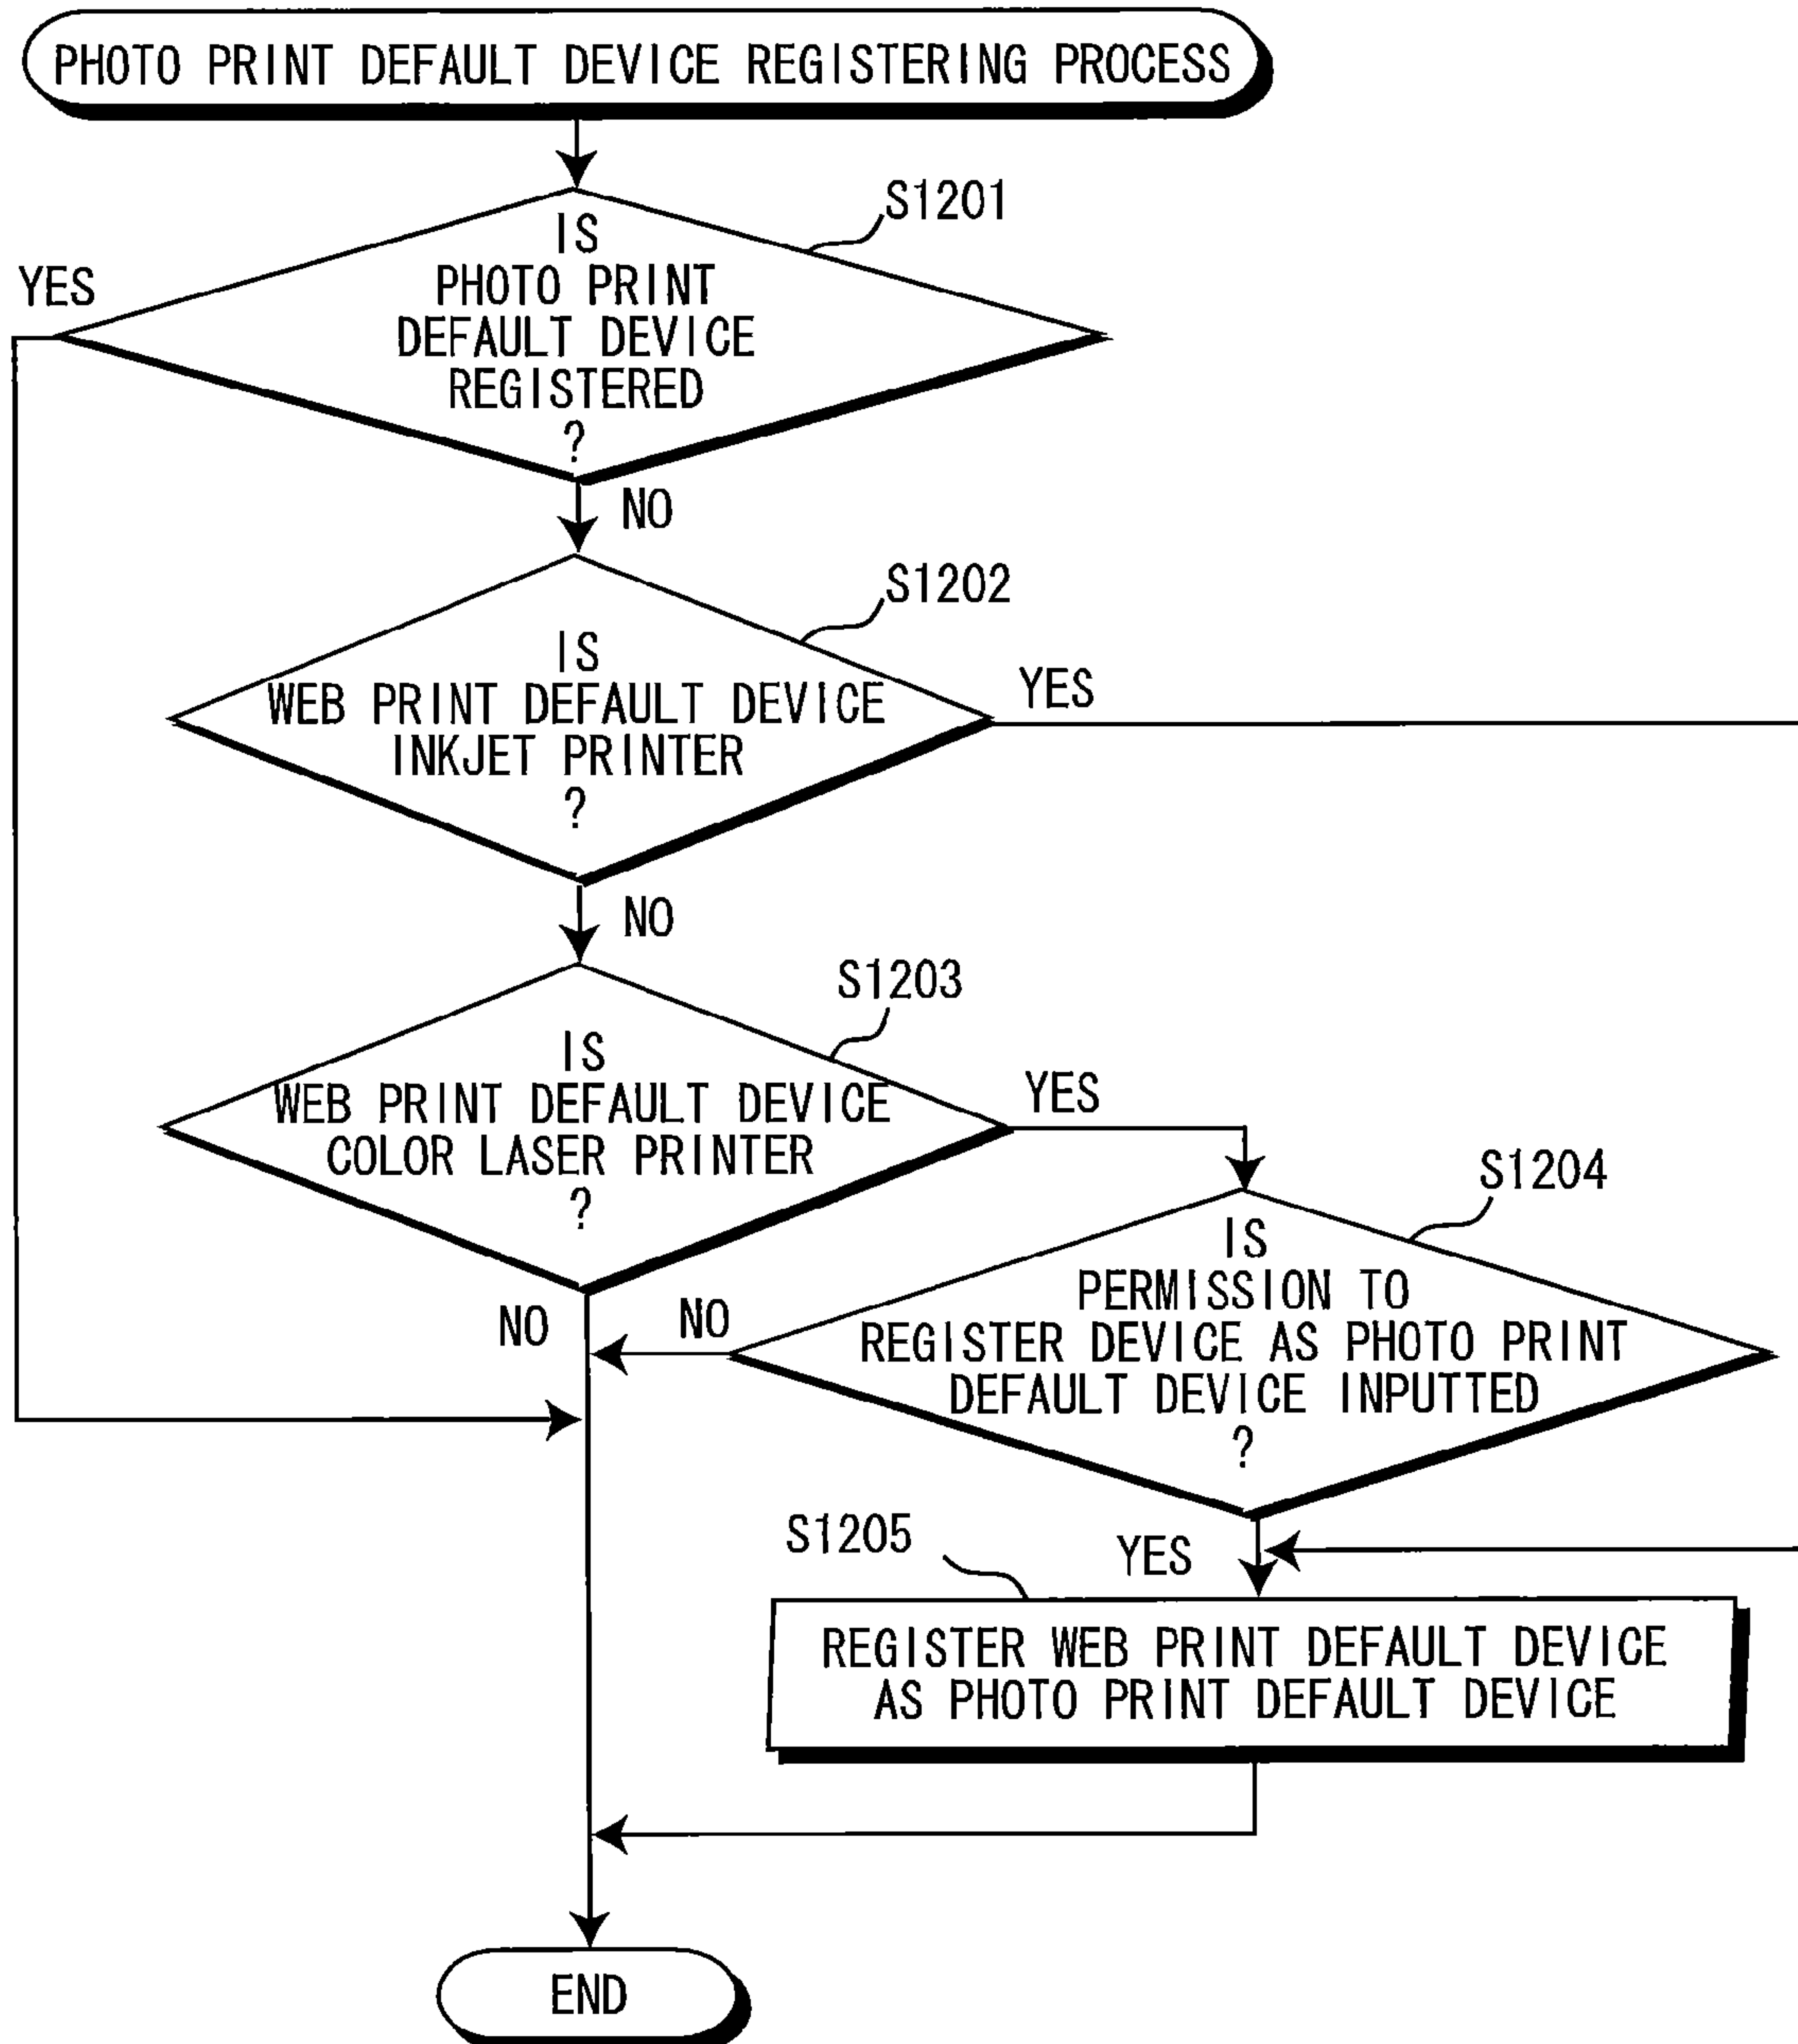 PHOTO PRINT DEFAULT DEVICE REGISTERING PROCESS
S1201
IS
PHOTO PRINT
DEFAULT DEVICE
REGISTERED
?
YES
NO
S1202
IS
WEB PRINT DEFAULT DEVICE
INKJET PRINTER
?
YES
NO
S1203
IS
WEB PRINT DEFAULT DEVICE
COLOR LASER PRINTER
?
YES
NO
S1204
IS
PERMISSION TO
REGISTER DEVICE AS PHOTO PRINT
DEFAULT DEVICE INPUTTED
?
NO
YES
S1205
REGISTER WEB PRINT DEFAULT DEVICE
AS PHOTO PRINT DEFAULT DEVICE
END